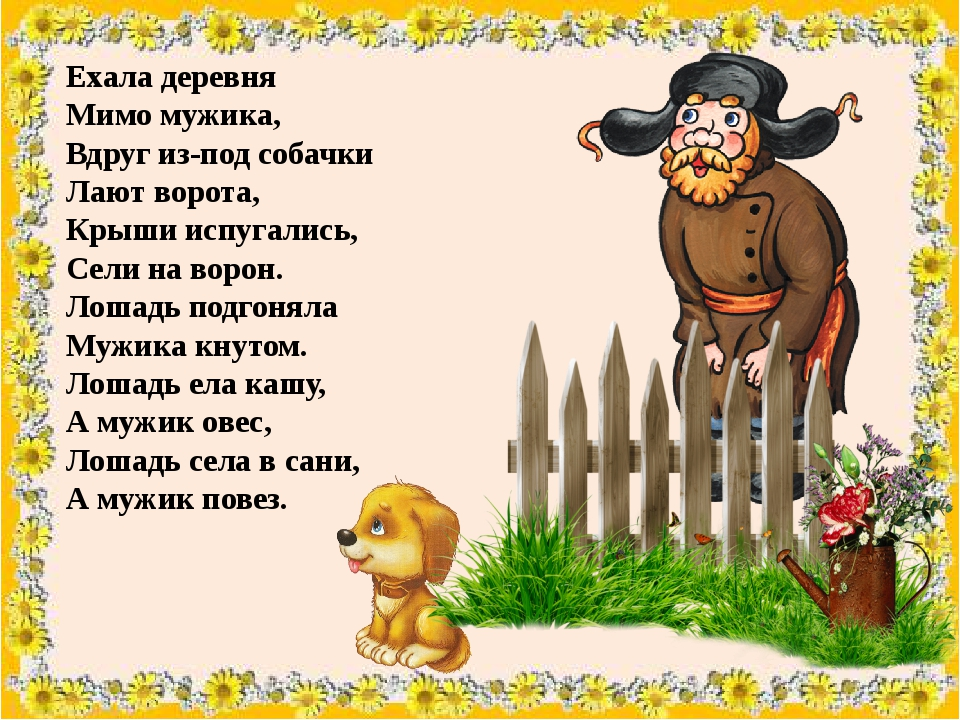 Ехала деревня
Мимо мужика,
Вдруг из-под собачки
Лают ворота,
Крыши испугались,
Сели на ворон.
Лошадь подгоняла
Мужика кнутом.
Лошадь ела кашу,
А мужик овес,
Лошадь села в сани,
А мужик повез.